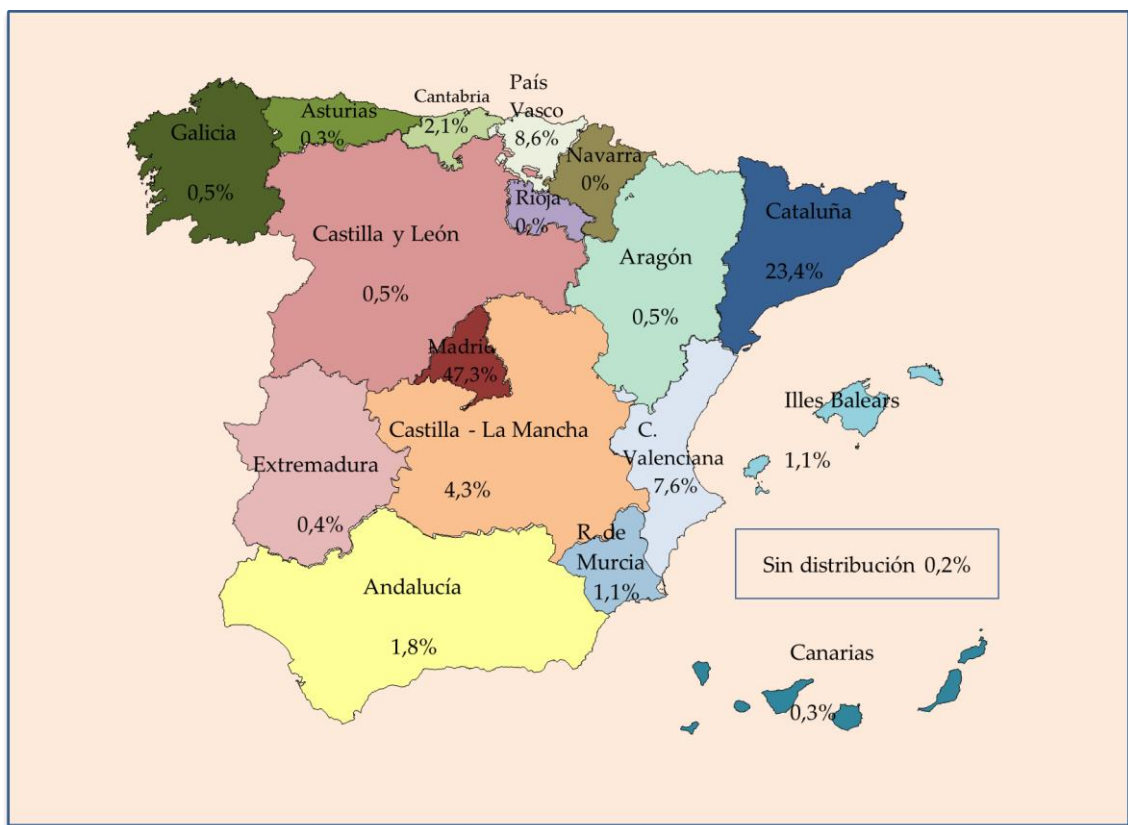 País
Vasco
8,6%
Cantabria
2,1%
Asturias
0,3%
Galicia
0,5%
Navarra
0%
Rioja
Cataluña
23,4%
Castilla y León
0,5%
Aragón
0,5%
Madrid
47,3%
Illes Balears
1,1%
Castilla - La Mancha
4,3%
C.
Valenciana
7,6%
Extremadura
0,4%
R. de
Murcia
1,1%
Sin distribución 0,2%
Andalucía
1,8%
Canarias
0,3%